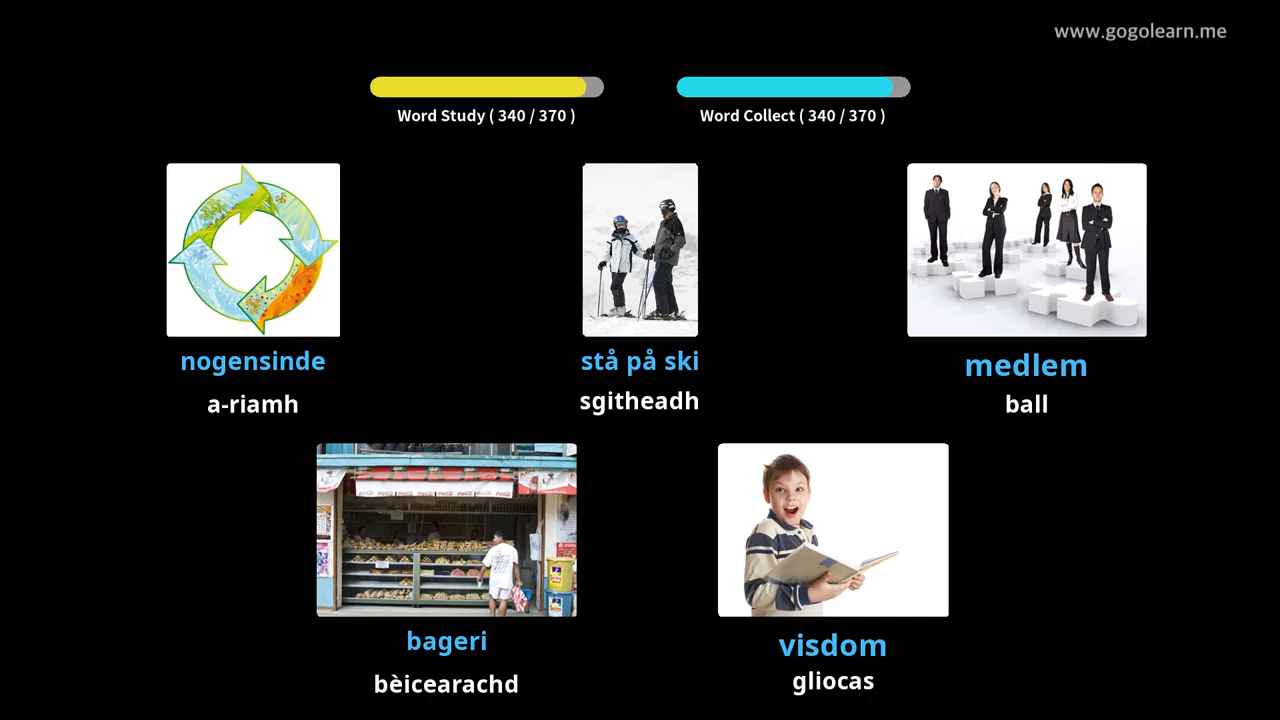 www.gogolearn.me
Word Study ( 340 / 370 )
Word Collect ( 340 / 370 )
nogensinde
a-riamh
stå på ski
sgitheadh
medlem
ball
bageri
bèicearachd
visdom
gliocas